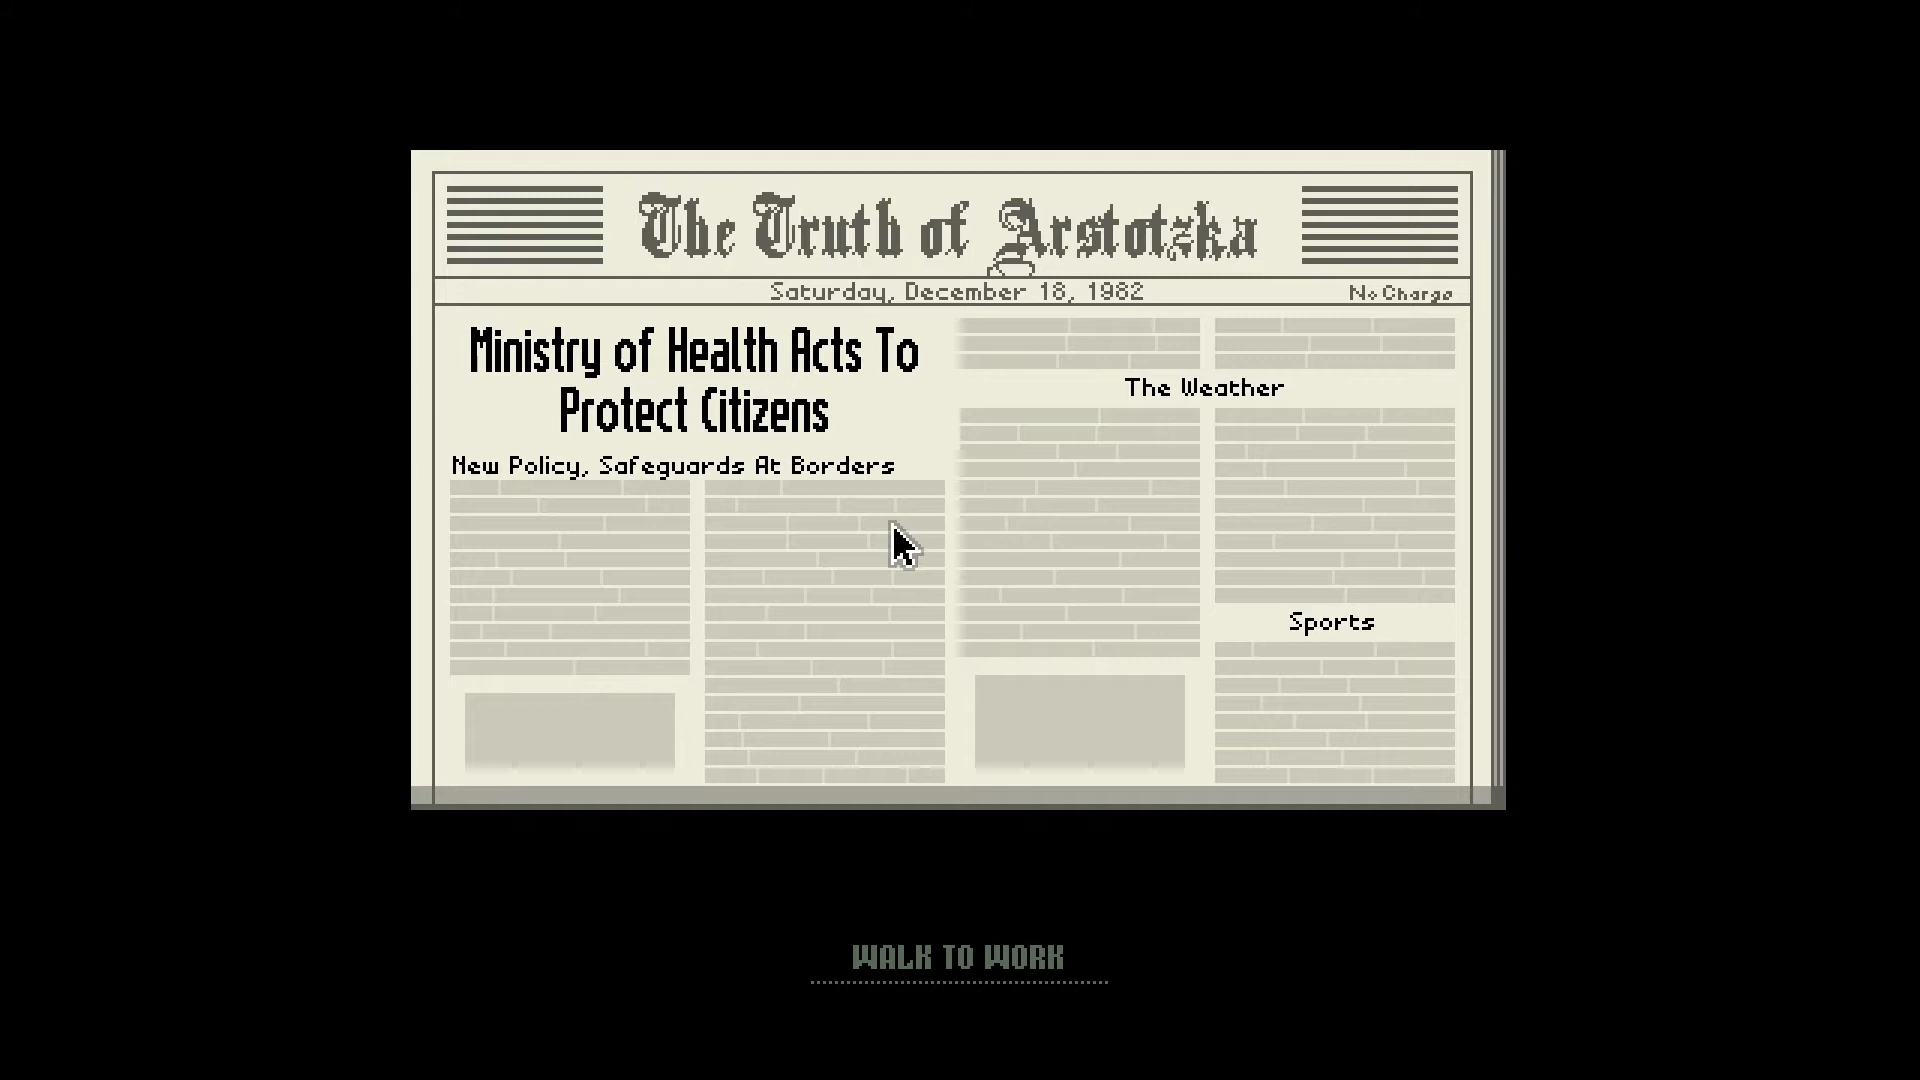 The Truth of Arstotzka
Saturday, December 18, 1982
No Charge
Ministry of Health Acts To
Protect Citizens
New Policy, Safeguards At Borders
The Weather
Sports
WALK TO WORK